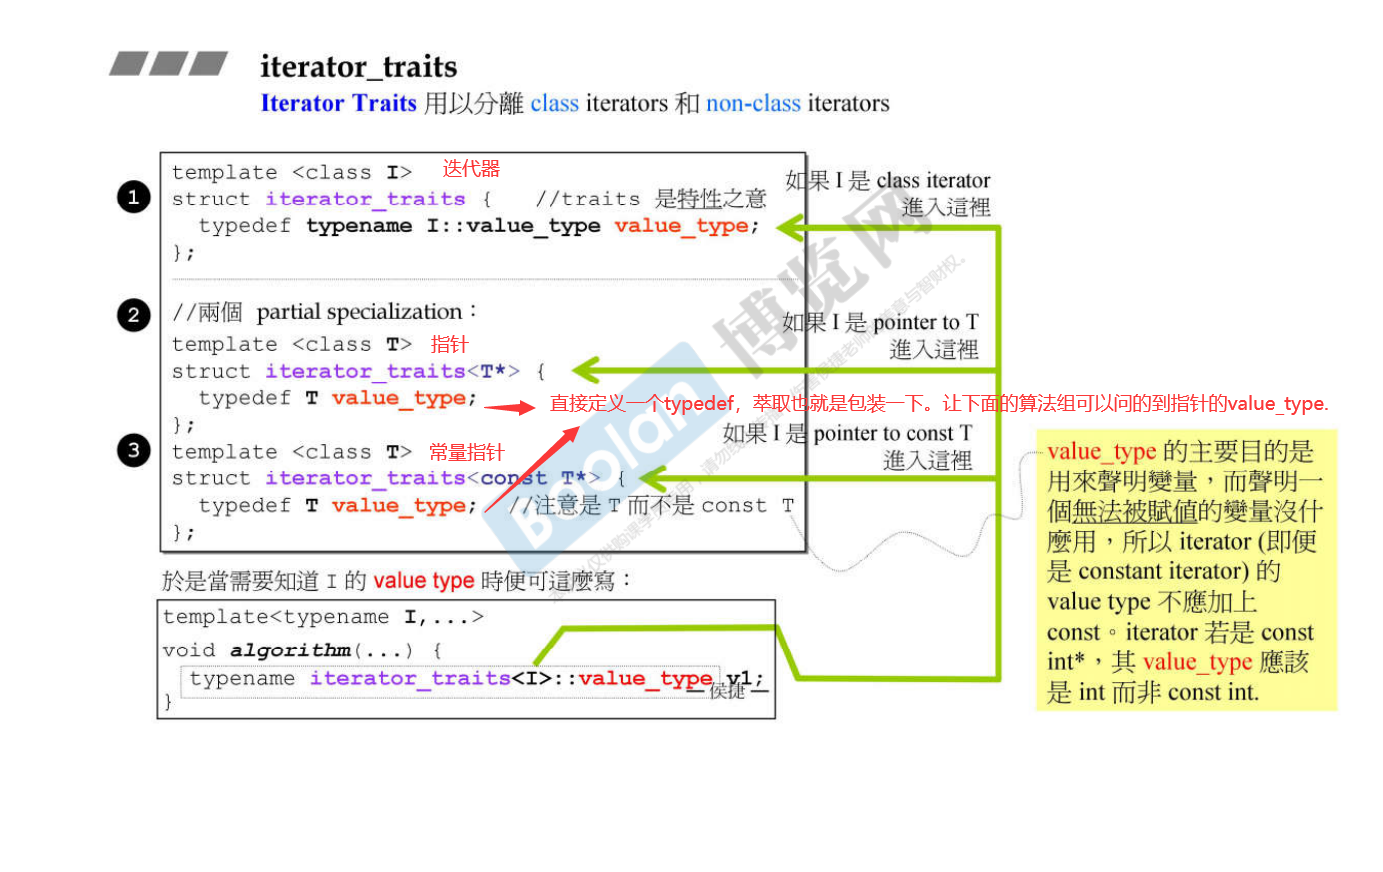 iterator_traits
Iterator Traits 用以分離 class iterators 和 non-class iterators
1
template <class I> 迭代器
struct iterator_traits { //traits 是特性之意
typedef typename I::value_type value_type;
};
如果 I 是 class iterator
進入這裡
2
//兩個 partial specialization：
template <class T> 指针
struct iterator_traits<T*> {
typedef T value_type;
};
如果 I 是 pointer to T
進入這裡
直接定义一个typedef，萃取也就是包装一下。让下面的算法组可以问的到指针的value_type.
3
template <class T> 常量指针
struct iterator_traits<const T*> {
typedef T value_type; //注意是 T 而不是 const T
};
如果 I 是 pointer to const T
進入這裡
value_type 的主要目的是
用來聲明變量，而聲明一
個無法被賦值的變量沒什
麼用，所以 iterator (即便
是 constant iterator) 的
value type 不應加上
const。iterator 若是 const
int*，其 value_type 應該
是 int 而非 const int.
於是當需要知道 I 的 value type 時便可這麼寫：
template<typename I,...>
void algorithm(...) {
typename iterator_traits<I>::value_type v1;
}
— 侯捷 —
boolan
博览网